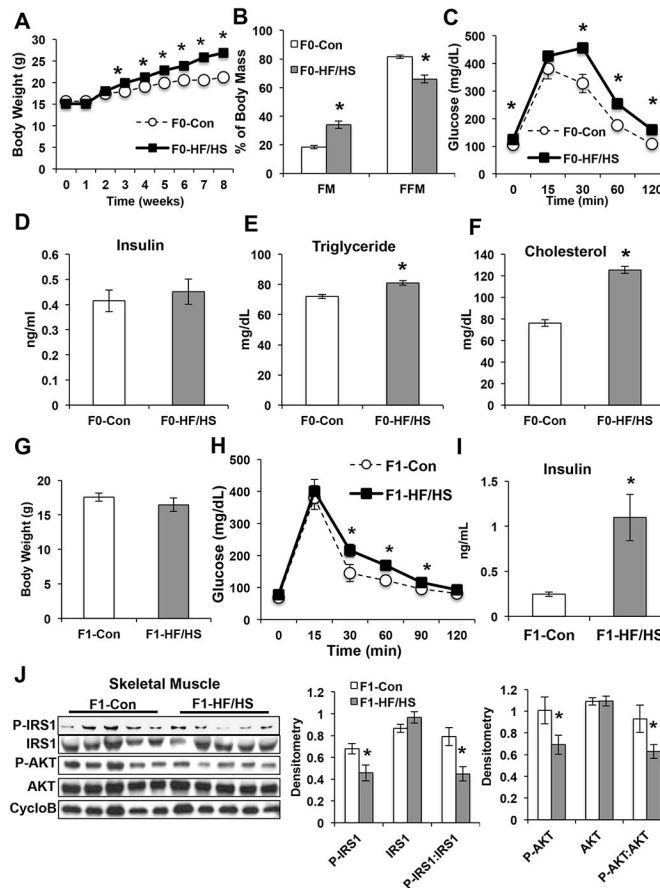 A
Body Weight (g)
30
25
20
15
10
5
0
* * * * * *
F0-Con
F0-HF/HS
0 1 2 3 4 5 6 7 8
Time (weeks)
B
% of Body Mass
100
80
60
40
20
0
F0-Con
F0-HF/HS
*
*
FM FFM
C
Glucose (mg/dL)
500
400
300
200
100
0
* * * *
F0-Con
F0-HF/HS
0 15 30 60 120
Time (min)
D
Insulin
ng/ml
0.6
0.5
0.4
0.3
0.2
0.1
0
F0-Con F0-HF/HS
E
Triglyceride
*
mg/dL
100
80
60
40
20
0
F0-Con F0-HF/HS
F
Cholesterol
*
mg/dL
140
120
100
80
60
40
20
0
F0-Con F0-HF/HS
G
Body Weight (g)
20
15
10
5
0
F1-Con F1-HF/HS
H
Glucose (mg/dL)
500
400
300
200
100
0
F1-Con
F1-HF/HS
* * *
0 15 30 60 90 120
Time (min)
I
Insulin
*
ng/mL
1.5
1
0.5
0
F1-Con F1-HF/HS
J
Skeletal Muscle
F1-Con F1-HF/HS
P-IRS1
IRS1
P-AKT
AKT
CycloB
Densitometry
1.2
1
0.8
0.6
0.4
0.2
0
F1-Con
F1-HF/HS
* *
P-IRS1 IRS1 P-IRS1:IRS1
Densitometry
1.4
1.2
1
0.8
0.6
0.4
0.2
0
F1-Con
F1-HF/HS
* *
P-AKT AKT P-AKT:AKT